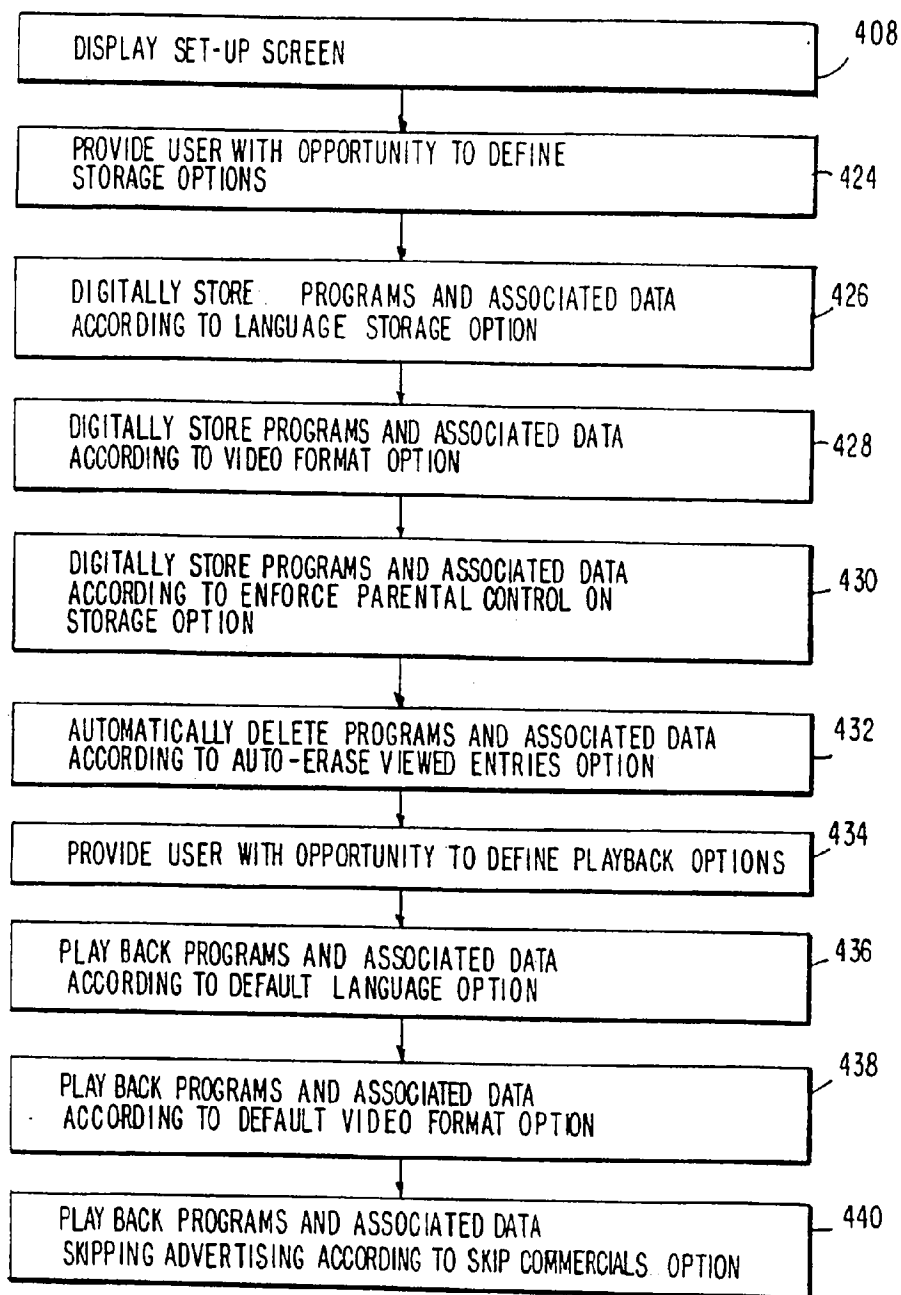 DISPLAY SET-UP SCREEN
408
PROVIDE USER WITH OPPORTUNITY TO DEFINE
STORAGE OPTIONS
424
DIGITALLY STORE PROGRAMS AND ASSOCIATED DATA
ACCORDING TO LANGUAGE STORAGE OPTION
426
DIGITALLY STORE PROGRAMS AND ASSOCIATED DATA
ACCORDING TO VIDEO FORMAT OPTION
428
DIGITALLY STORE PROGRAMS AND ASSOCIATED DATA
ACCORDING TO ENFORCE PARENTAL CONTROL ON
STORAGE OPTION
430
AUTOMATICALLY DELETE PROGRAMS AND ASSOCIATED DATA
ACCORDING TO AUTO-ERASE VIEWED ENTRIES OPTION
432
PROVIDE USER WITH OPPORTUNITY TO DEFINE PLAYBACK OPTIONS
434
PLAY BACK PROGRAMS AND ASSOCIATED DATA
ACCORDING TO DEFAULT LANGUAGE OPTION
436
PLAY BACK PROGRAMS AND ASSOCIATED DATA
ACCORDING TO DEFAULT VIDEO FORMAT OPTION
438
PLAY BACK PROGRAMS AND ASSOCIATED DATA
SKIPPING ADVERTISING ACCORDING TO SKIP COMMERCIALS OPTION
440